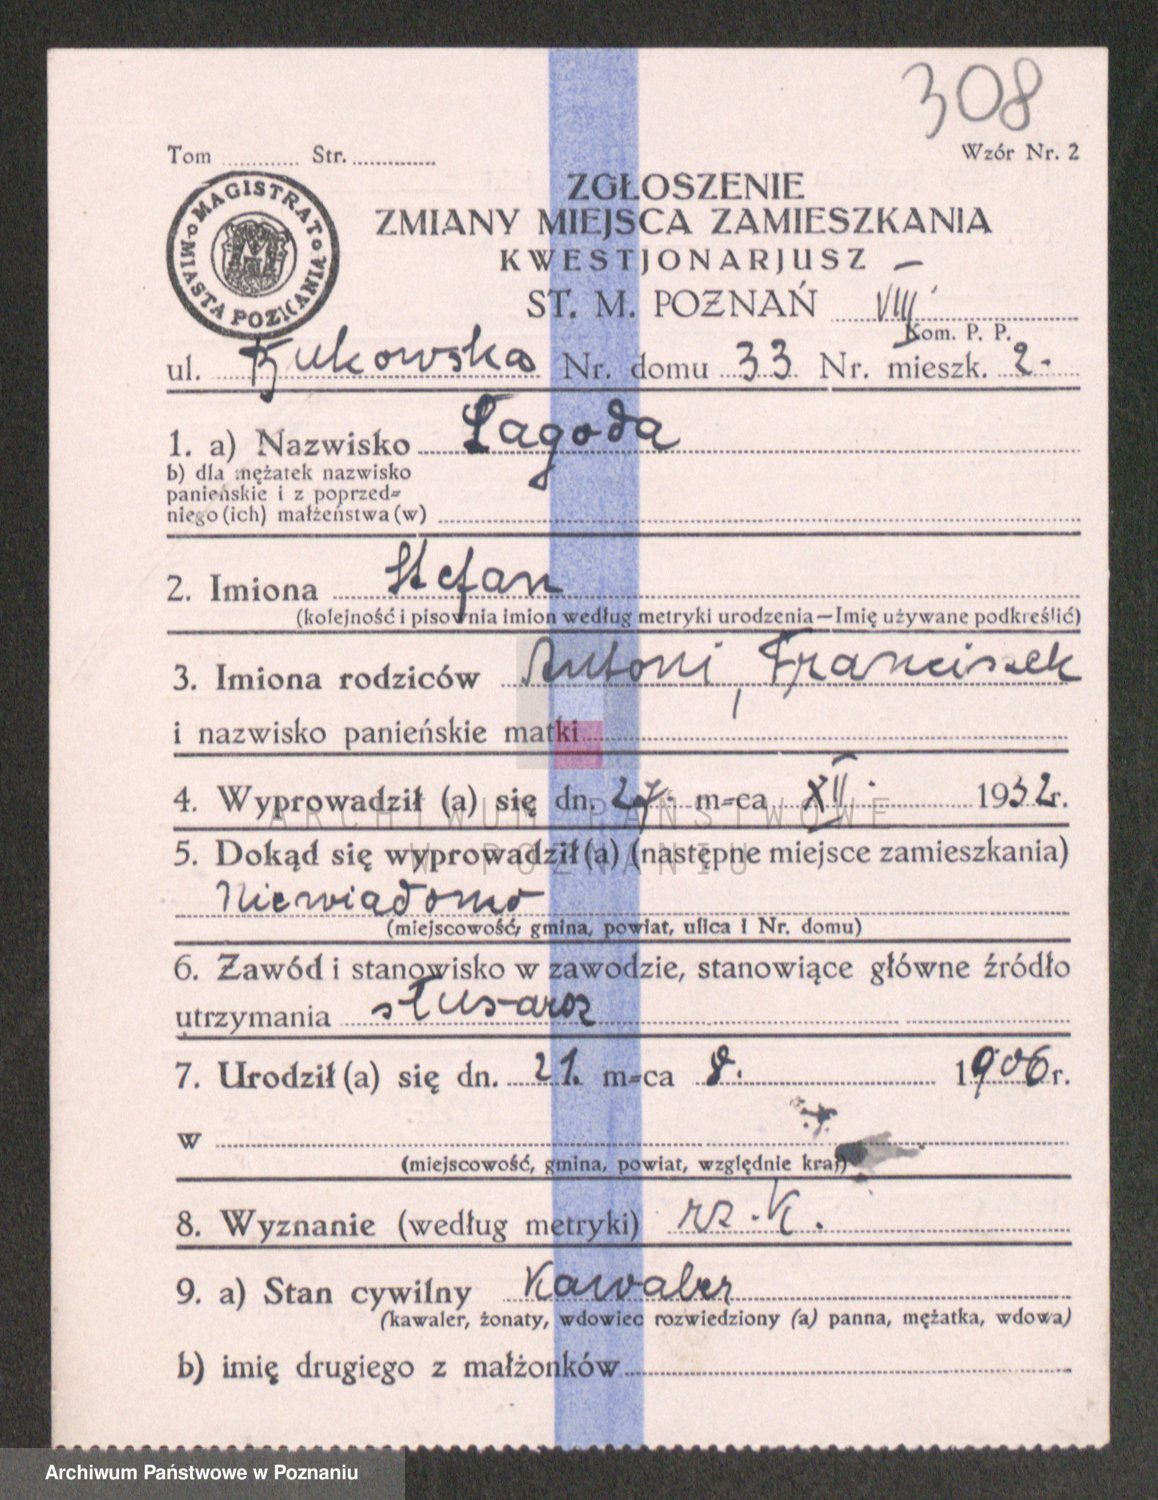 308
Tom ............ Str. ..............
Wzór Nr. 2
MAGISTRAT MIASTA POZNANIA
ZGŁOSZENIE
ZMIANY MIEJSCA ZAMIESZKANIA
KWESTJONARJUSZ –
ST. M. POZNAŃ VIII
Kom. P. P.
ul. Bukowska Nr. domu 33 Nr. mieszk. 2.-
1. a) Nazwisko Łagoda
b) dla mężatek nazwisko
panieńskie i z poprzed=
niego (ich) małżeństwa (w)
2. Imiona Stefan
(kolejność i pisownia imion według metryki urodzenia—Imię używane podkreślić)
3. Imiona rodziców Antoni, Franciszek
i nazwisko panieńskie matki
4. Wyprowadził (a) się dn. 27. m=ca XII. 1932 r.
ARCHIWUM PAŃSTWOWE
W POZNANIU
5. Dokąd się wyprowadził (a) (następne miejsce zamieszkania)
Niewiadomo
(miejscowość, gmina, powiat, ulica i Nr. domu)
6. Zawód i stanowisko w zawodzie, stanowiące główne źródło
utrzymania słusarz
7. Urodził (a) się dn. 21. m=ca 8. 1906 r.
w
(miejscowość, gmina, powiat, względnie kraj)
8. Wyznanie (według metryki) rz. k.
9. a) Stan cywilny Kawaler
(kawaler, żonaty, wdowiec rozwiedziony (a) panna, mężatka, wdowa)
b) imię drugiego z małżonków
Archiwum Państwowe w Poznaniu